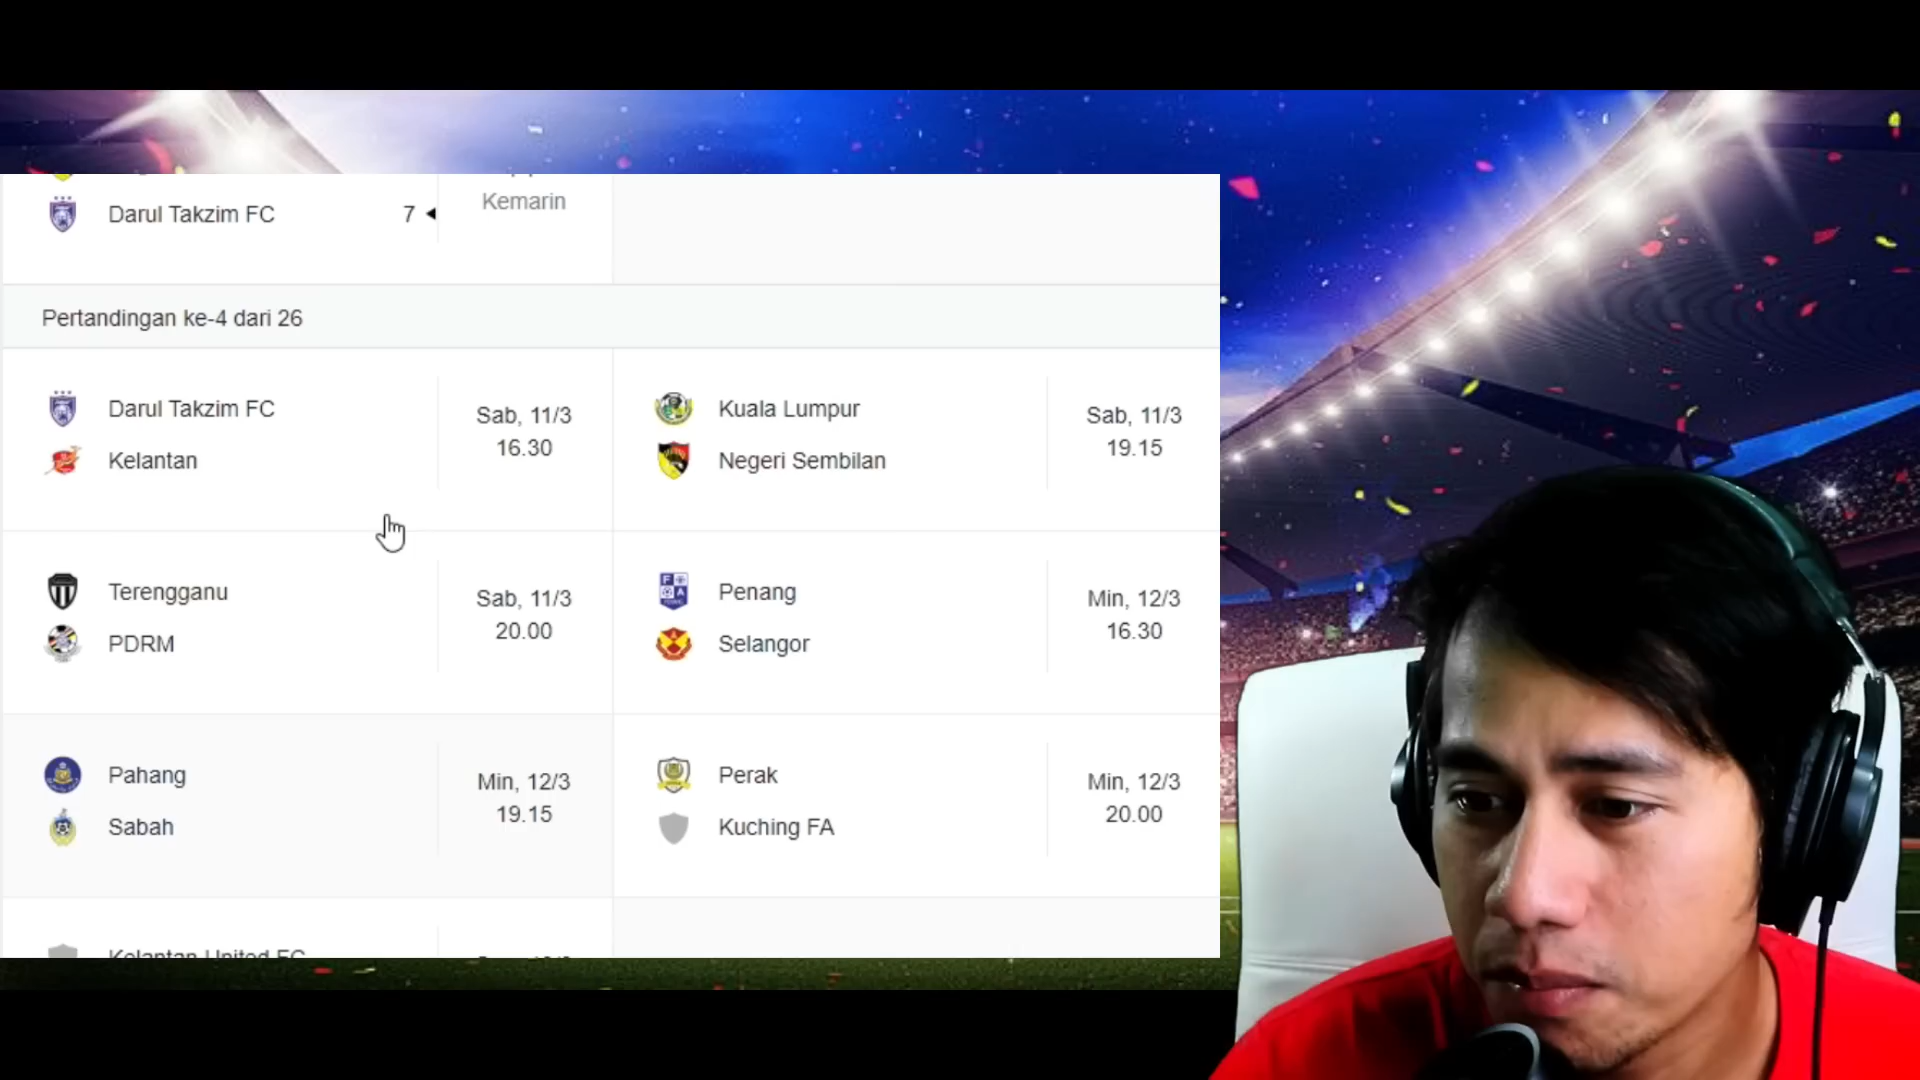 Kemarin
Darul Takzim FC 7
Pertandingan ke-4 dari 26
Darul Takzim FC
Kelantan
Sab, 11/3
16.30
Kuala Lumpur
Negeri Sembilan
Sab, 11/3
19.15
Terengganu
PDRM
Sab, 11/3
20.00
Penang
Selangor
Min, 12/3
16.30
Pahang
Sabah
Min, 12/3
19.15
Perak
Kuching FA
Min, 12/3
20.00
Kelantan United FC